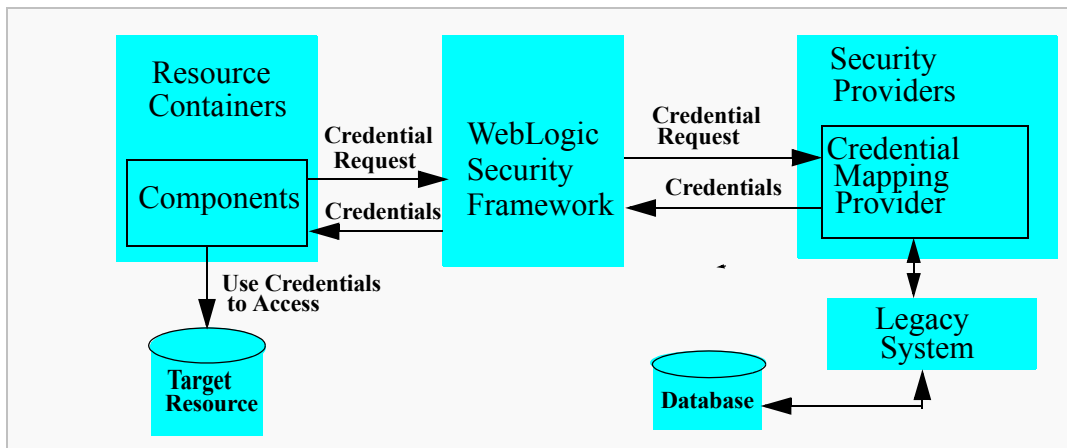 Resource
Containers
Components
Credential
Request
Credentials
WebLogic
Security
Framework
Credential
Request
Credentials
Security
Providers
Credential
Mapping
Provider
Use Credentials
to Access
Target
Resource
Legacy
System
Database